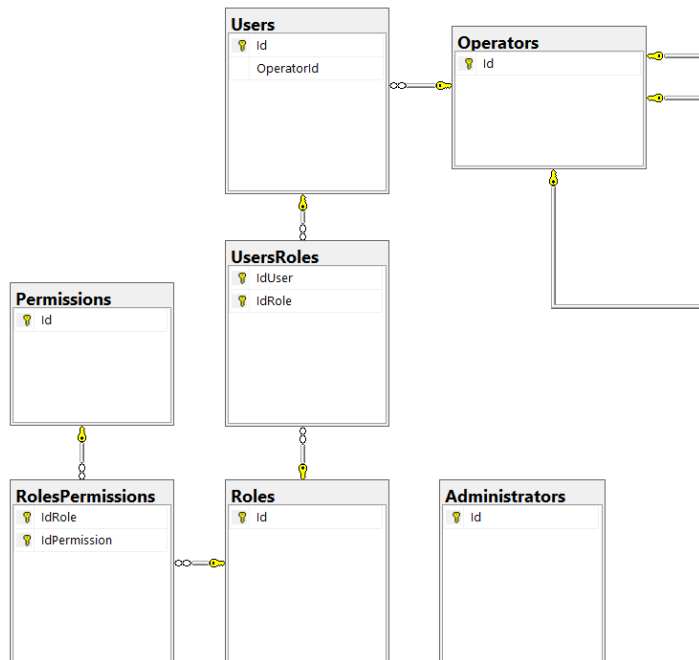 Users
Id
OperatorId
Operators
Id
UsersRoles
IdUser
IdRole
Permissions
Id
RolesPermissions
IdRole
IdPermission
Roles
Id
Administrators
Id